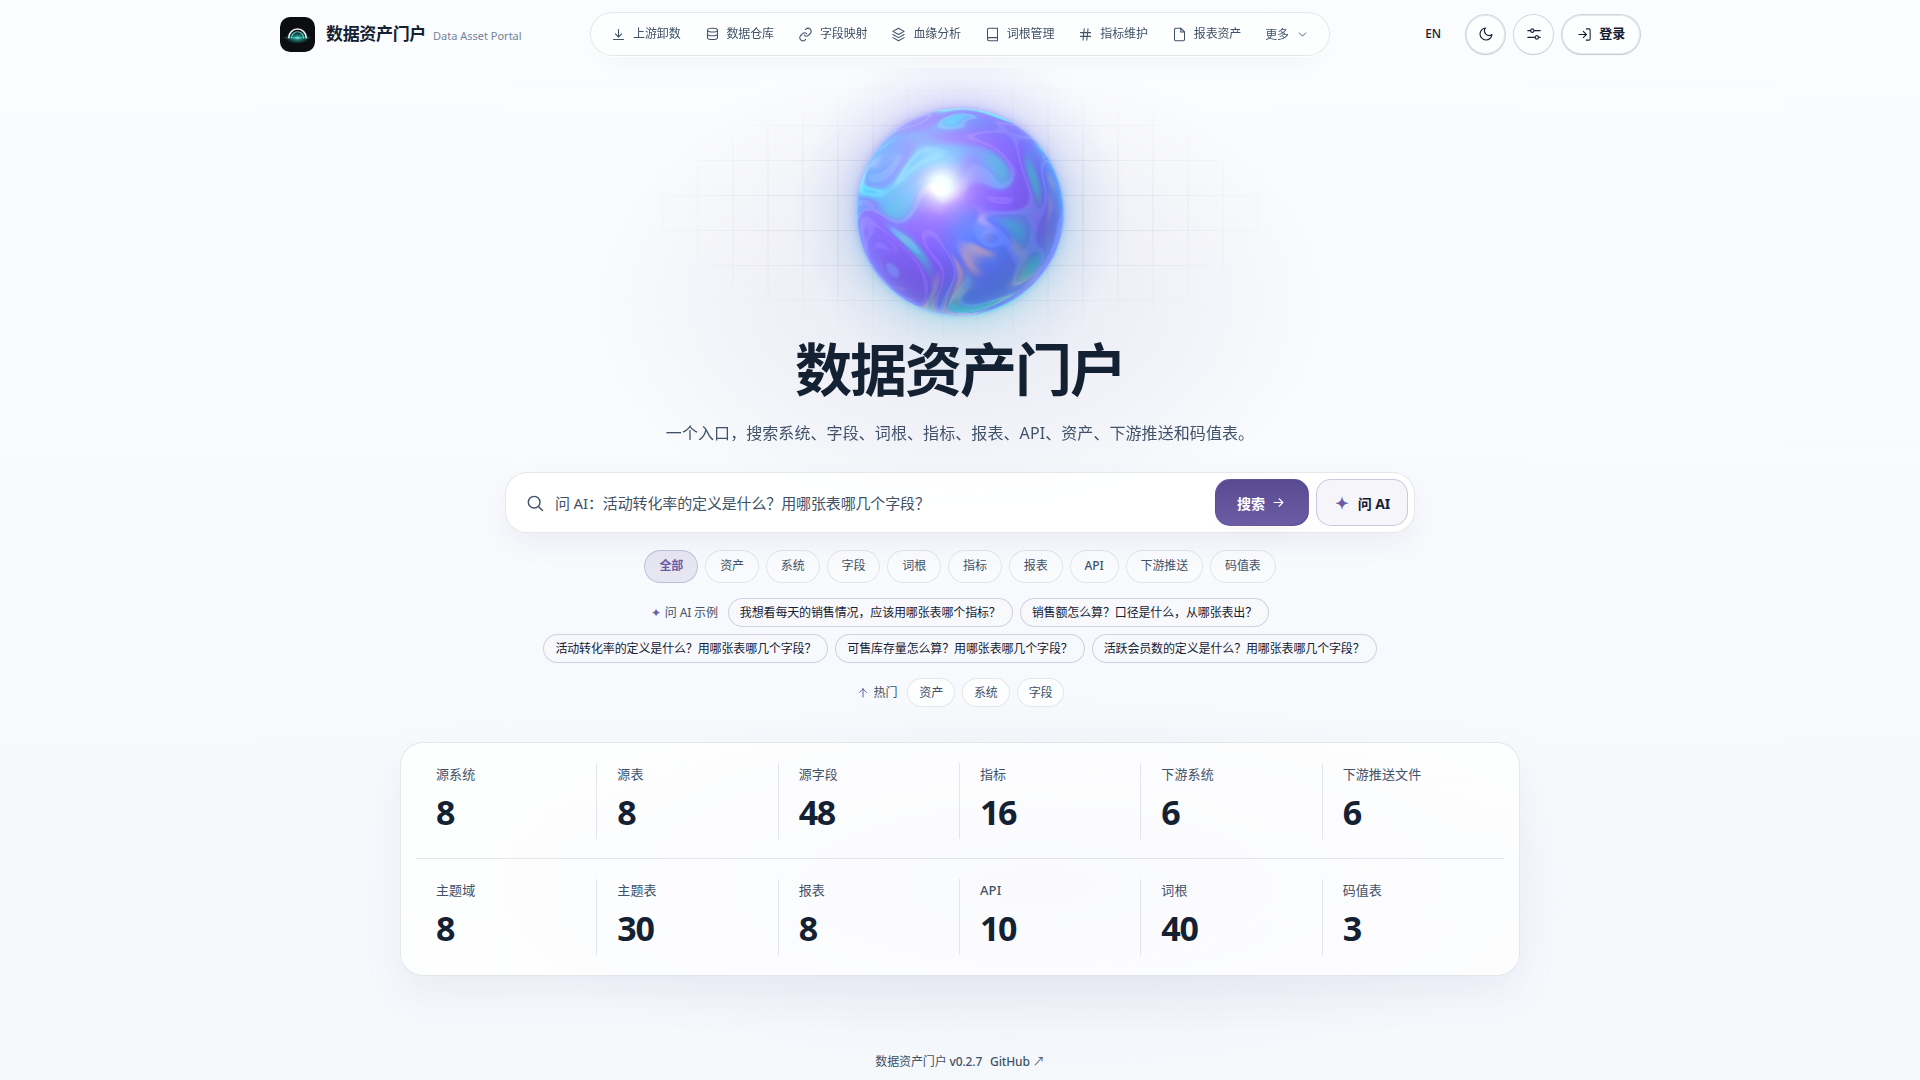 数据资产门户 Data Asset Portal
上游卸数 数据仓库 字段映射 血缘分析 词根管理 指标维护 报表资产 更多
EN 登录
数据资产门户
一个入口，搜索系统、字段、词根、指标、报表、API、资产、下游推送和码值表。
问 AI：活动转化率的定义是什么？用哪张表哪几个字段？ 搜索 → 问 AI
全部 资产 系统 字段 词根 指标 报表 API 下游推送 码值表
✦ 问 AI 示例 我想看每天的销售情况，应该用哪张表哪个指标？ 销售额怎么算？口径是什么，从哪张表出？
活动转化率的定义是什么？用哪张表哪几个字段？ 可售库存量怎么算？用哪张表哪几个字段？ 活跃会员数的定义是什么？用哪张表哪几个字段？
↑ 热门 资产 系统 字段
源系统 源表 源字段 指标 下游系统 下游推送文件
8 8 48 16 6 6
主题域 主题表 报表 API 词根 码值表
8 30 8 10 40 3
数据资产门户 v0.2.7 GitHub ↗